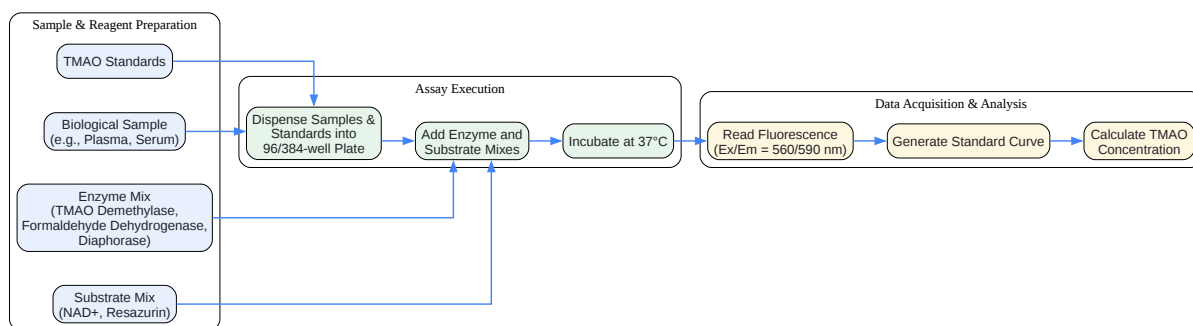 Sample & Reagent Preparation
TMAO Standards
Biological Sample
(e.g., Plasma, Serum)
Enzyme Mix
(TMAO Demethylase,
Formaldehyde Dehydrogenase,
Diaphorase)
Substrate Mix
(NAD+, Resazurin)
Assay Execution
Dispense Samples &
Standards into
96/384-well Plate
Add Enzyme and
Substrate Mixes
Incubate at 37°C
Data Acquisition & Analysis
Read Fluorescence
(Ex/Em = 560/590 nm)
Generate Standard Curve
Calculate TMAO
Concentration